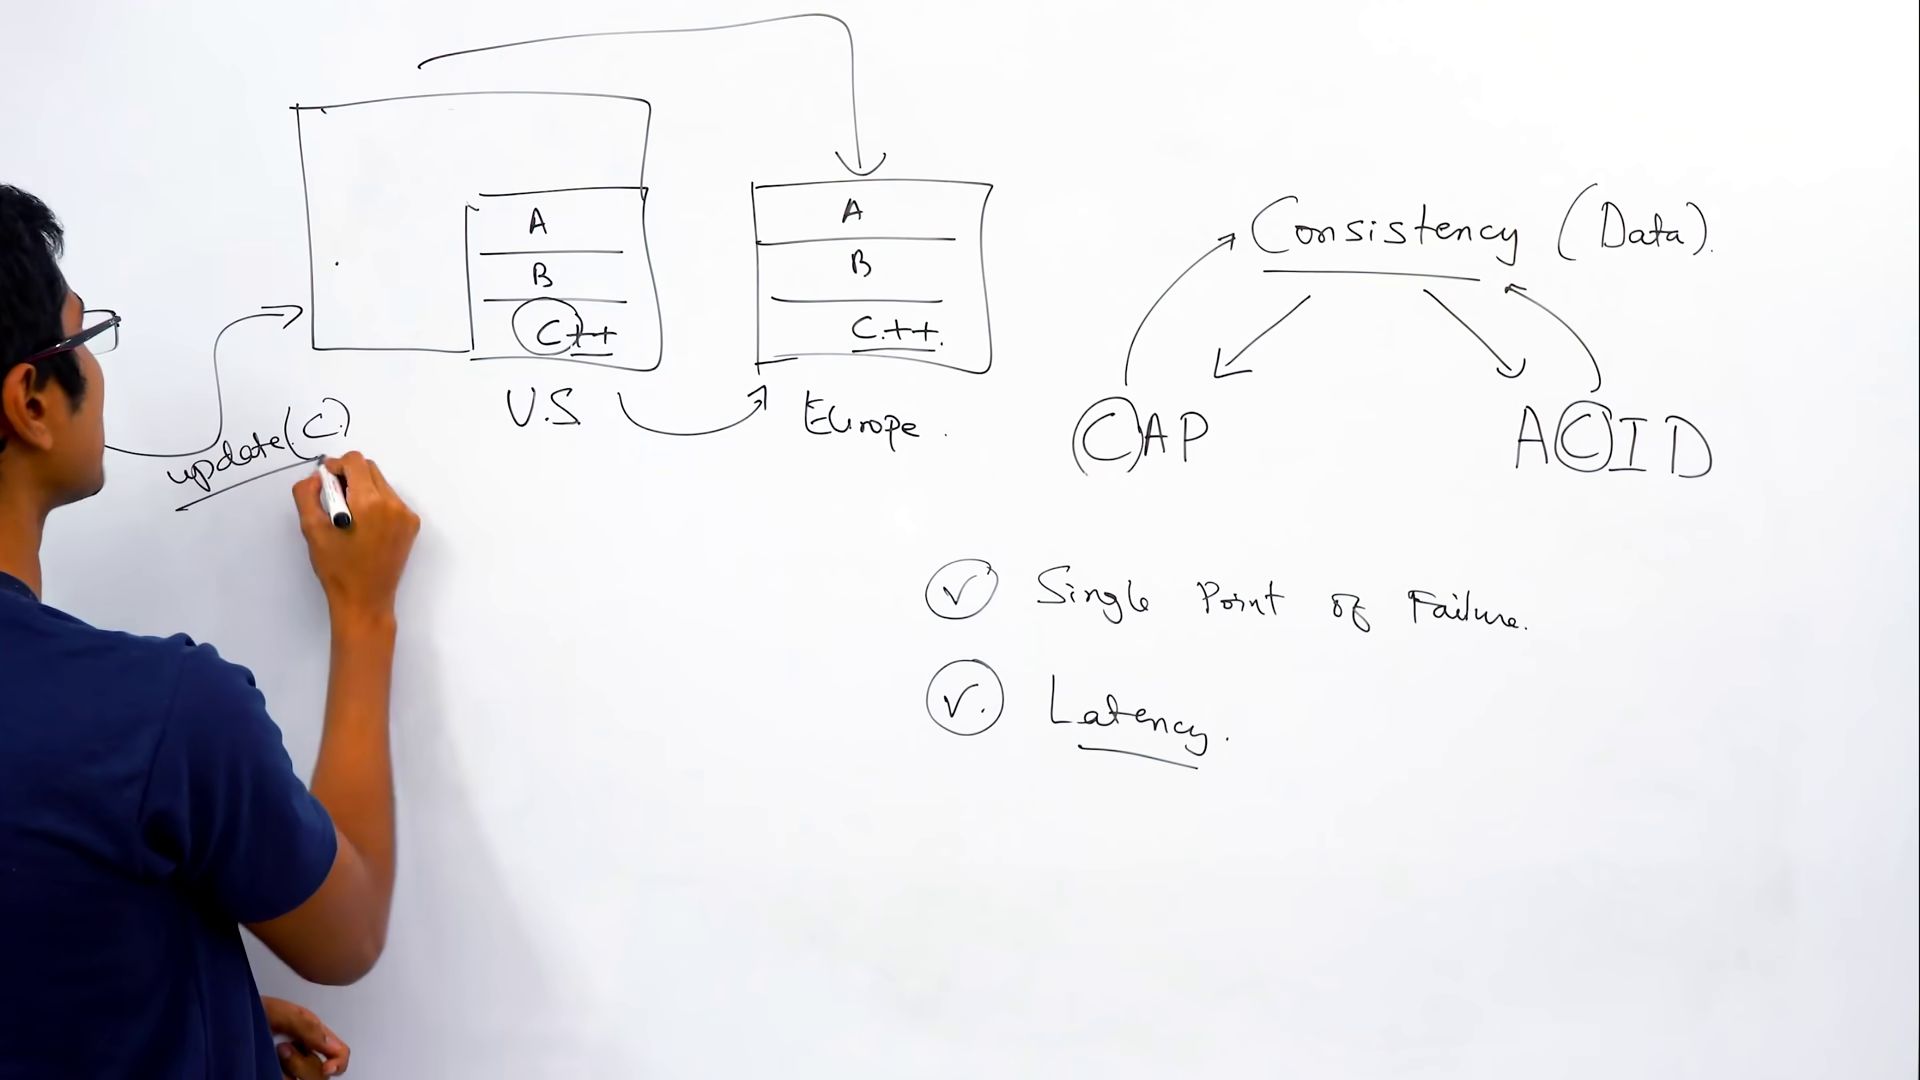 A
B
C++
U.S
update(C)
A
B
C++.
Europe.
Consistency (Data).
CAP
ACID
Single Point of Failure.
Latency.